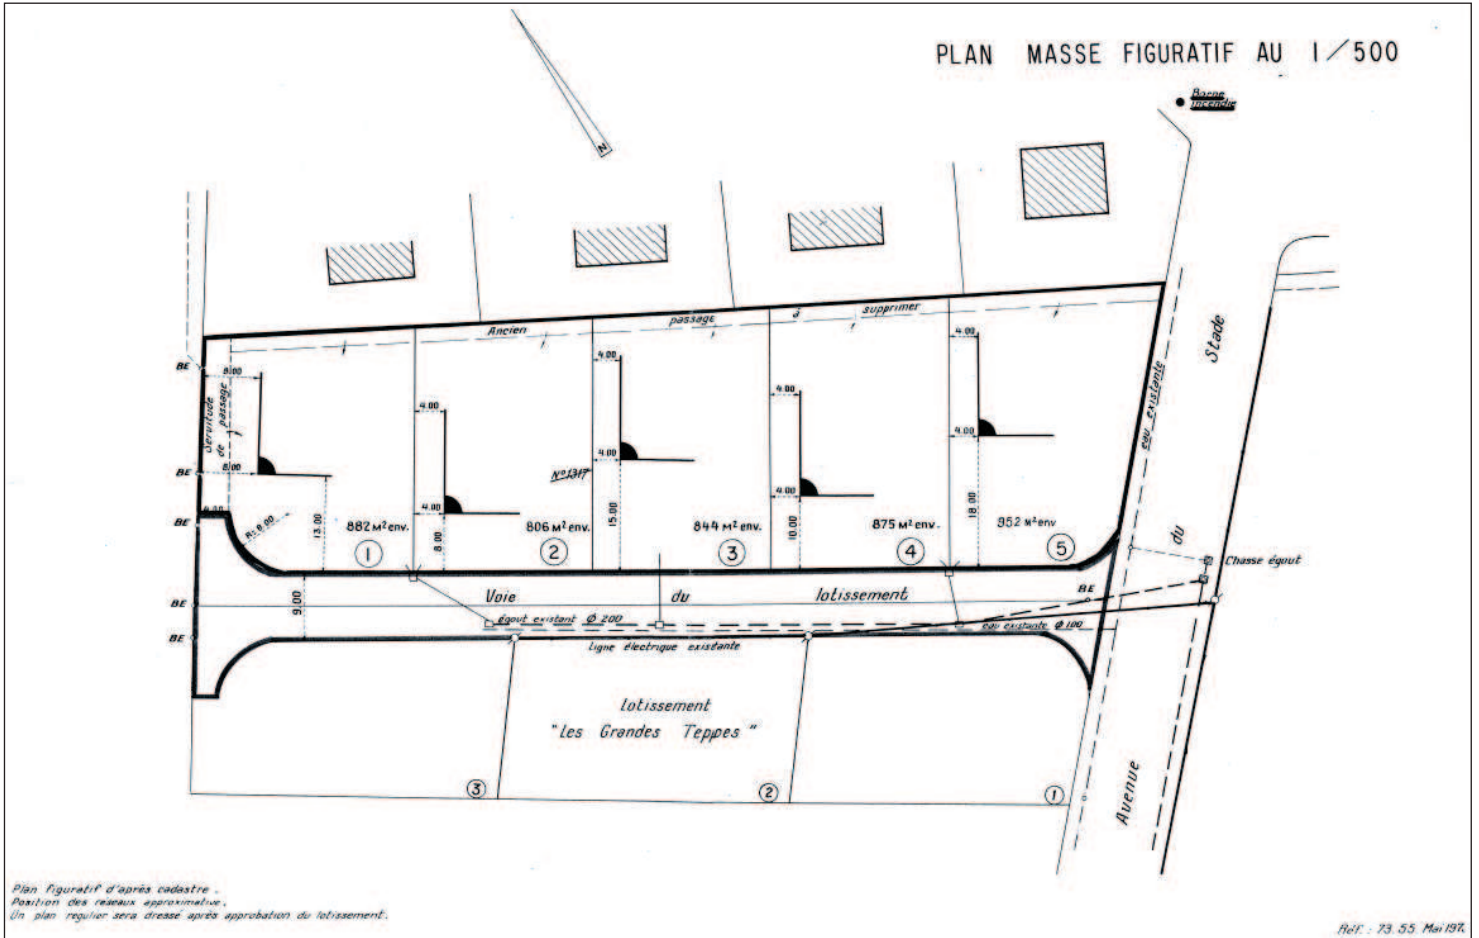 PLAN MASSE FIGURATIF AU 1/500
Borne
incendie
N
Ancien passage à supprimer
Stade
eau existante
BE
8.00
Servitude
de passage
4.00
4.00
4.00
4.00
4.00
BE
8.00
4.00
4.00
4.00
4.00
N°1317
4.00
BE
R=8.00
13.00
8.00
15.00
10.00
18.00
882 M² env.
806 M² env.
844 M² env.
875 M² env.
952 M² env
1
2
3
4
5
du
Chasse égout
BE
9.00
Voie du lotissement
BE
BE
égout existant Ø 200
eau existante Ø 100
ligne électrique existante
lotissement
"Les Grandes Teppes"
3
2
1
Avenue
Plan figuratif d'après cadastre.
Position des réseaux approximative.
Un plan regulier sera dressé après approbation du lotissement.
Réf. : 73.55 Mai 197